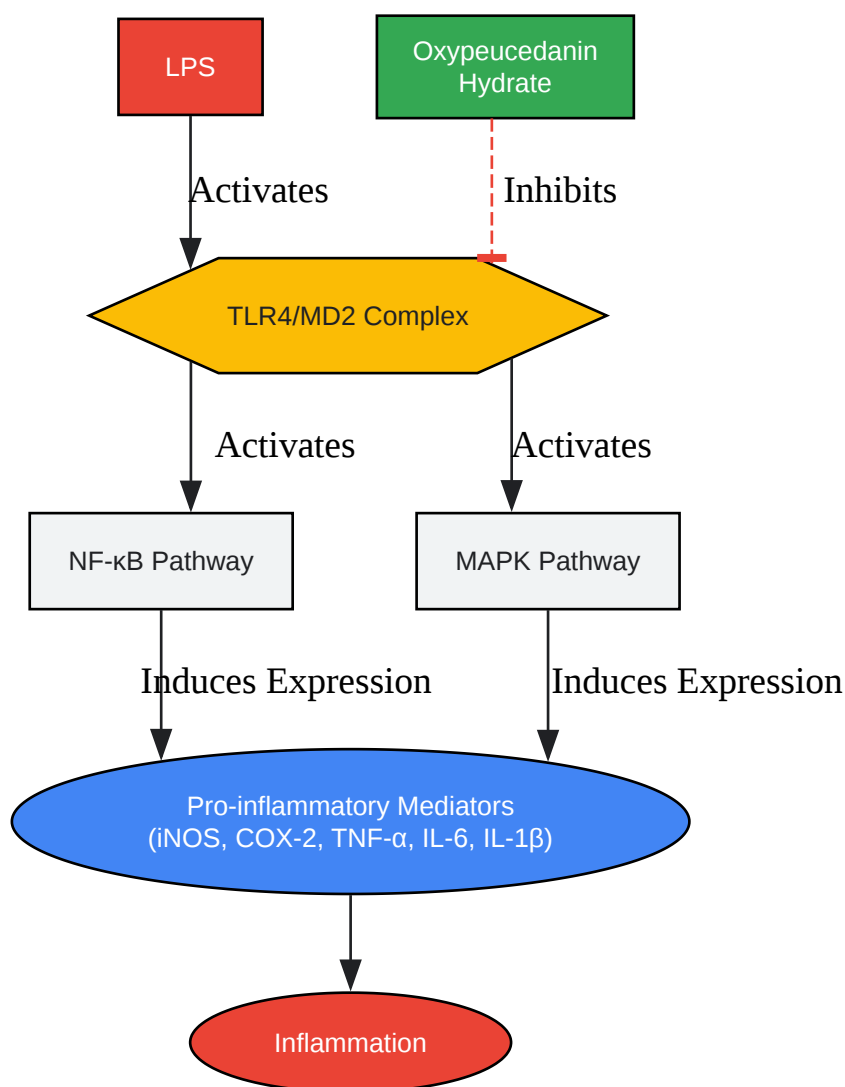 LPS
Oxypeucedanin
Hydrate
Activates
Inhibits
TLR4/MD2 Complex
Activates
Activates
NF-κB Pathway
MAPK Pathway
Induces Expression
Induces Expression
Pro-inflammatory Mediators
(iNOS, COX-2, TNF-α, IL-6, IL-1β)
Inflammation